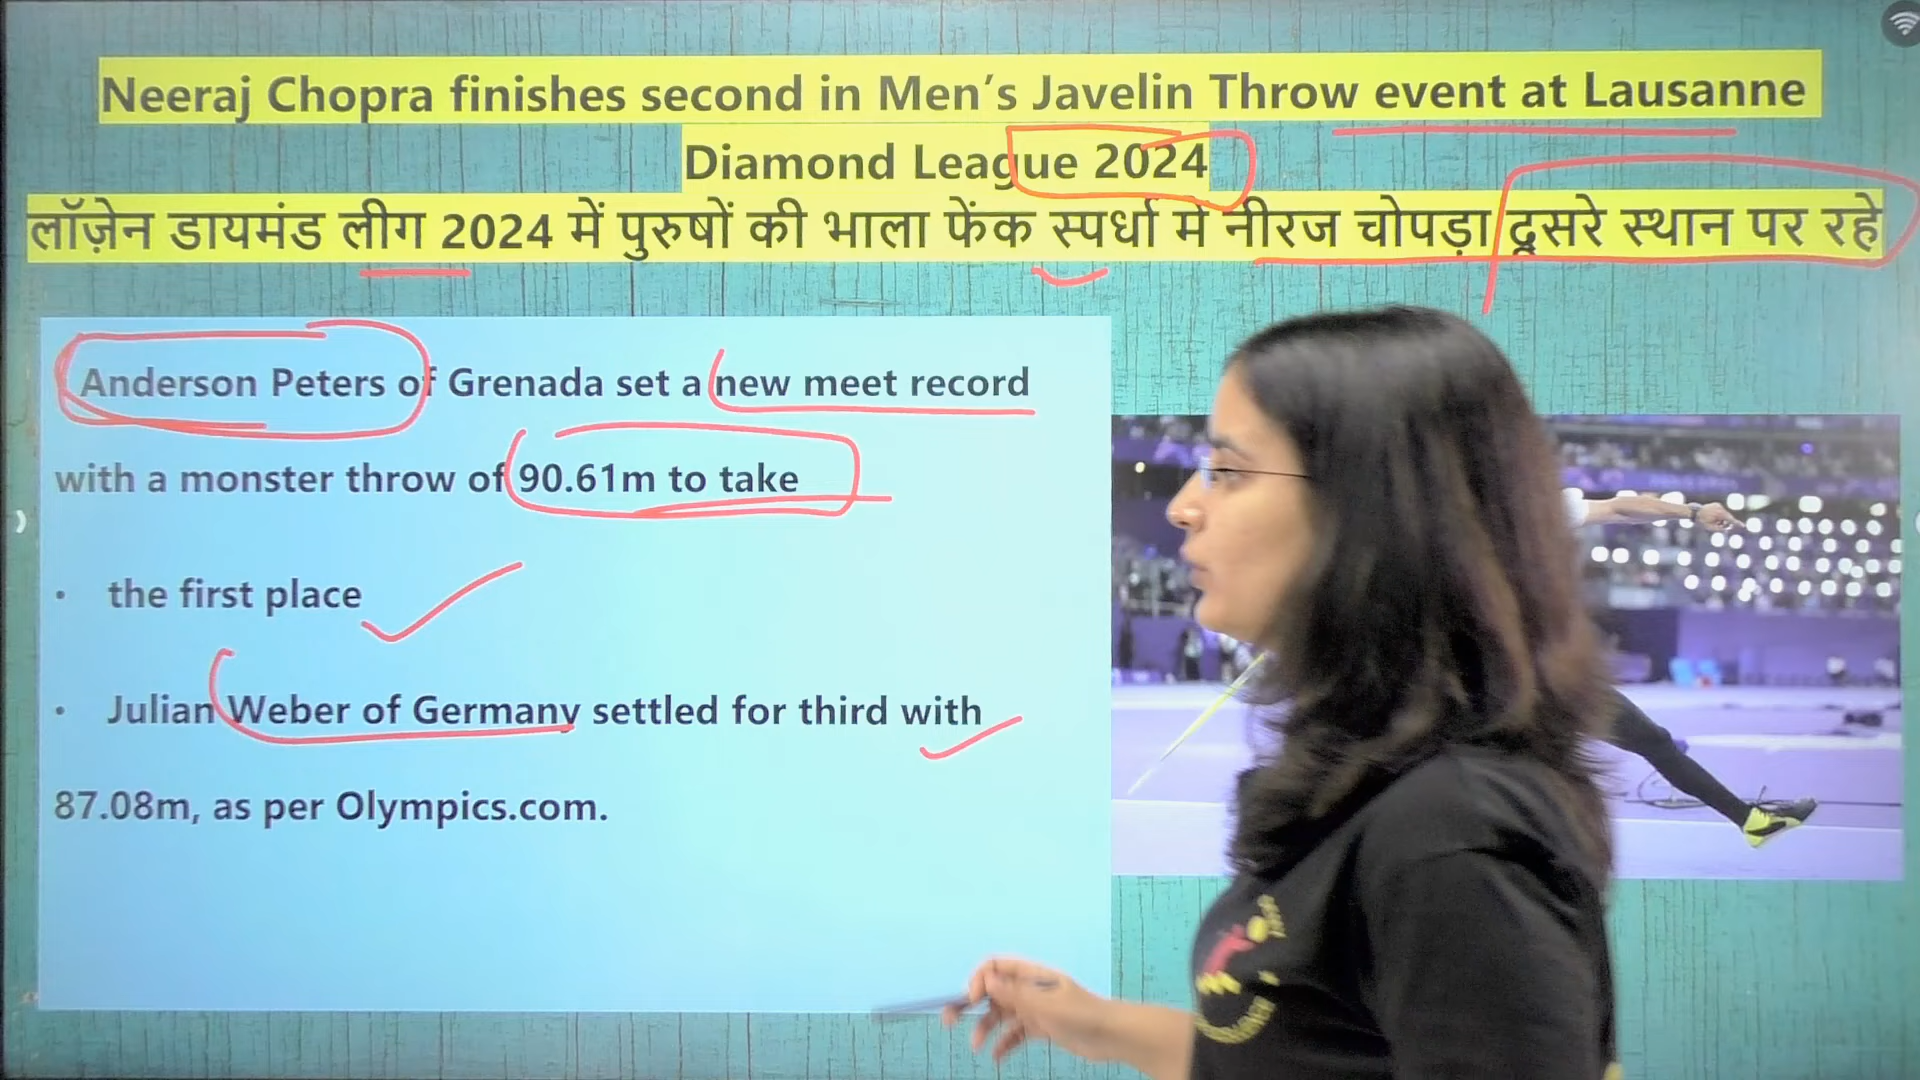 Neeraj Chopra finishes second in Men’s Javelin Throw event at Lausanne
Diamond League 2024
लॉज़ेन डायमंड लीग 2024 में पुरुषों की भाला फेंक स्पर्धा में नीरज चोपड़ा दूसरे स्थान पर रहे
Anderson Peters of Grenada set a new meet record
with a monster throw of 90.61m to take
• the first place
• Julian Weber of Germany settled for third with
87.08m, as per Olympics.com.